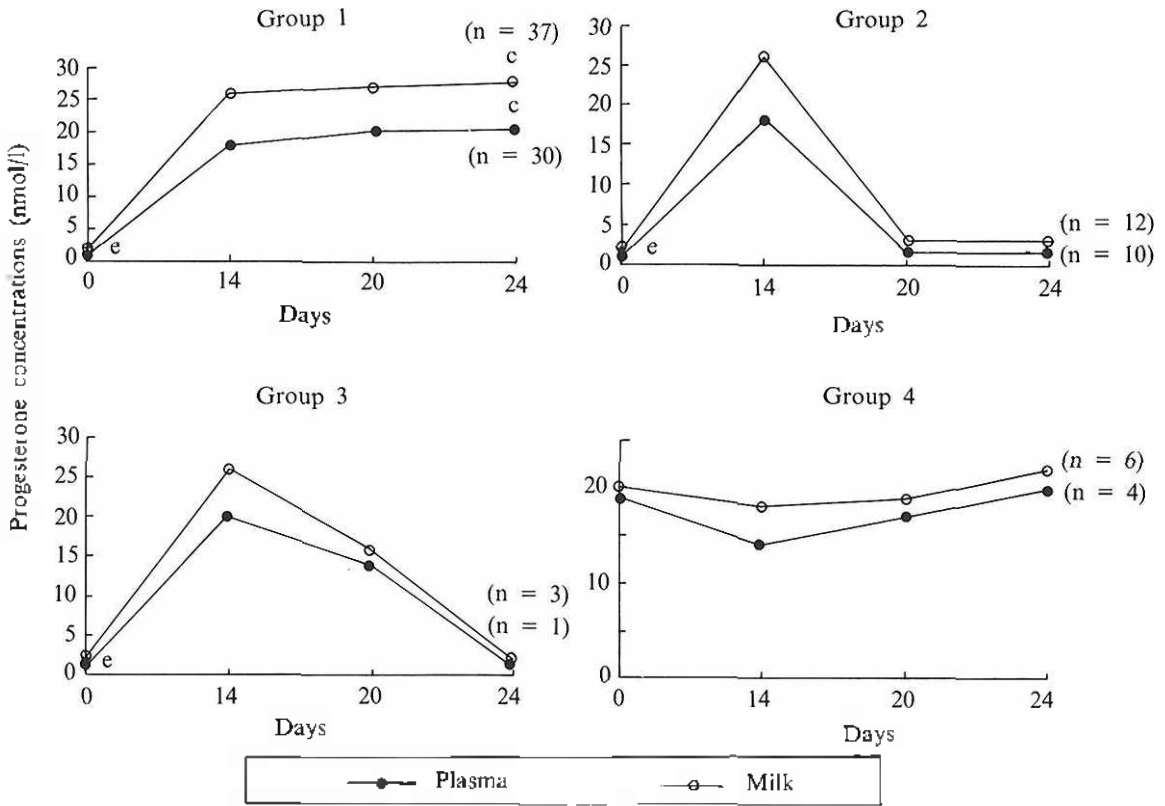 Group 1
(n = 37)
30
25
20
15
10
5
0
c
c
(n = 30)
e
0 14 20 24
Days
Group 2
30
25
20
15
10
5
0
(n = 12)
(n = 10)
e
0 14 20 24
Days
Progesterone concentrations (nmol/l)
Group 3
30
25
20
15
10
5
0
(n = 3)
(n = 1)
e
0 14 20 24
Days
Group 4
20
10
0
(n = 6)
(n = 4)
0 14 20 24
Days
Plasma Milk